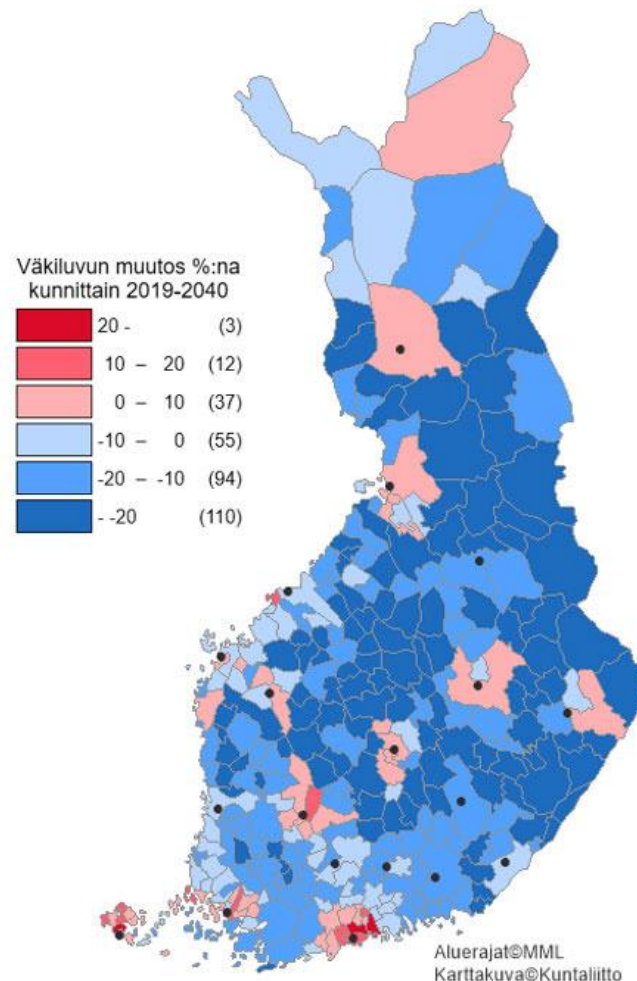 Väkiluvun muutos %:na
kunnittain 2019-2040
20 - (3)
10 – 20 (12)
0 – 10 (37)
-10 – 0 (55)
-20 – -10 (94)
- -20 (110)
Aluerajat©MML
Karttakuva©Kuntaliitto